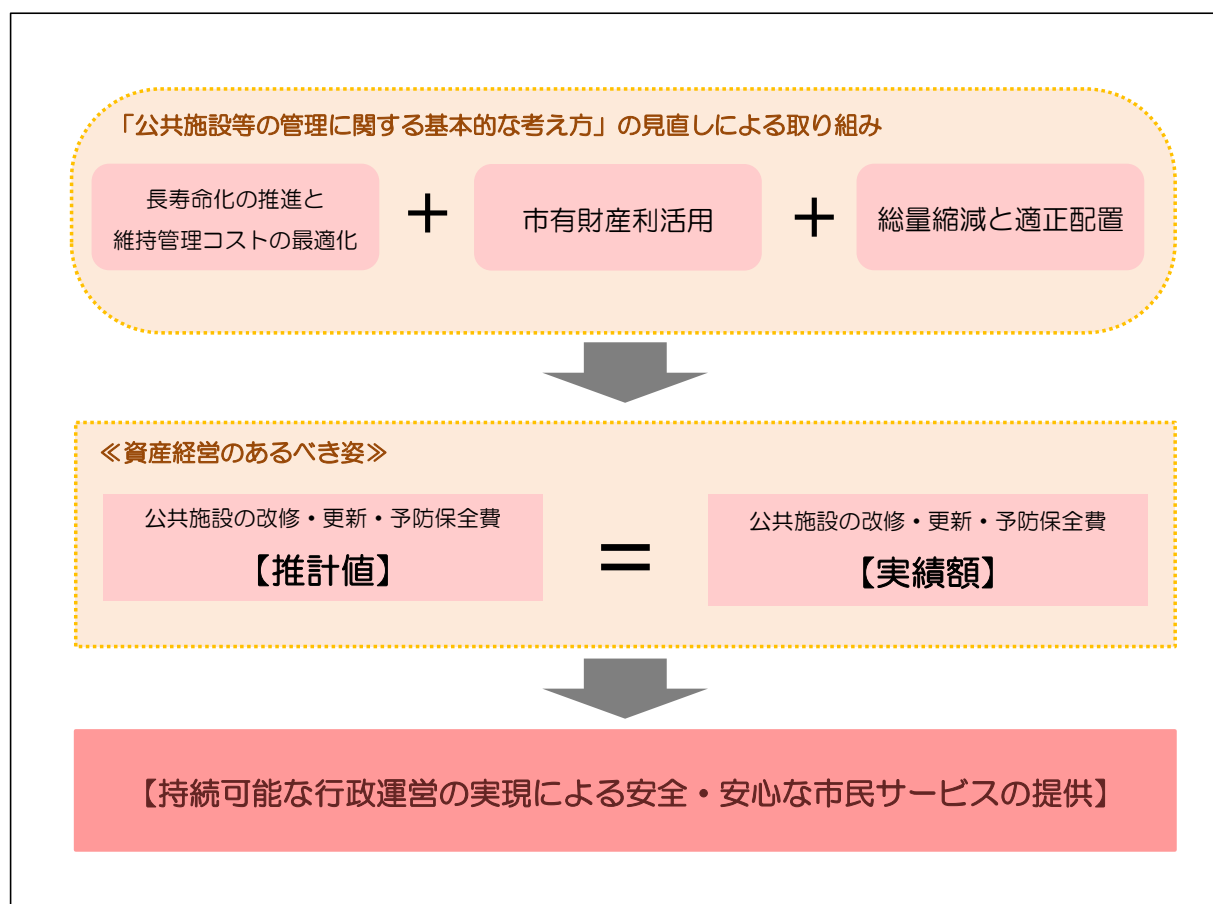 「公共施設等の管理に関する基本的な考え方」の見直しによる取り組み
長寿命化の推進と
維持管理コストの最適化
＋
市有財産利活用
＋
総量縮減と適正配置
≪資産経営のあるべき姿≫
公共施設の改修・更新・予防保全費
【推計値】
＝
公共施設の改修・更新・予防保全費
【実績額】
【持続可能な行政運営の実現による安全・安心な市民サービスの提供】